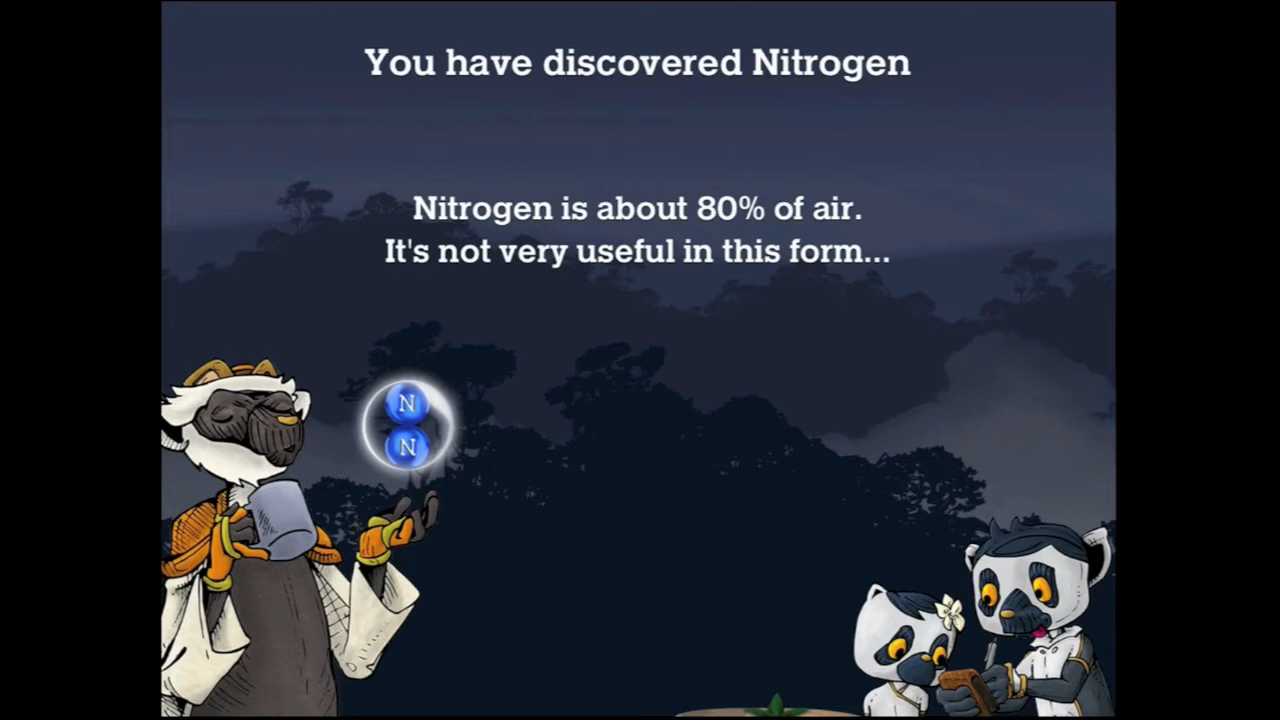 You have discovered Nitrogen
Nitrogen is about 80% of air.
It's not very useful in this form...
N
N